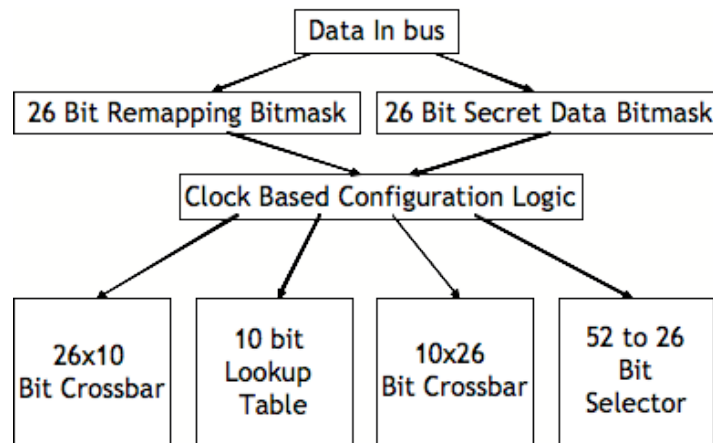 Data In bus
26 Bit Remapping Bitmask
26 Bit Secret Data Bitmask
Clock Based Configuration Logic
26x10
Bit Crossbar
10 bit
Lookup
Table
10x26
Bit Crossbar
52 to 26
Bit
Selector